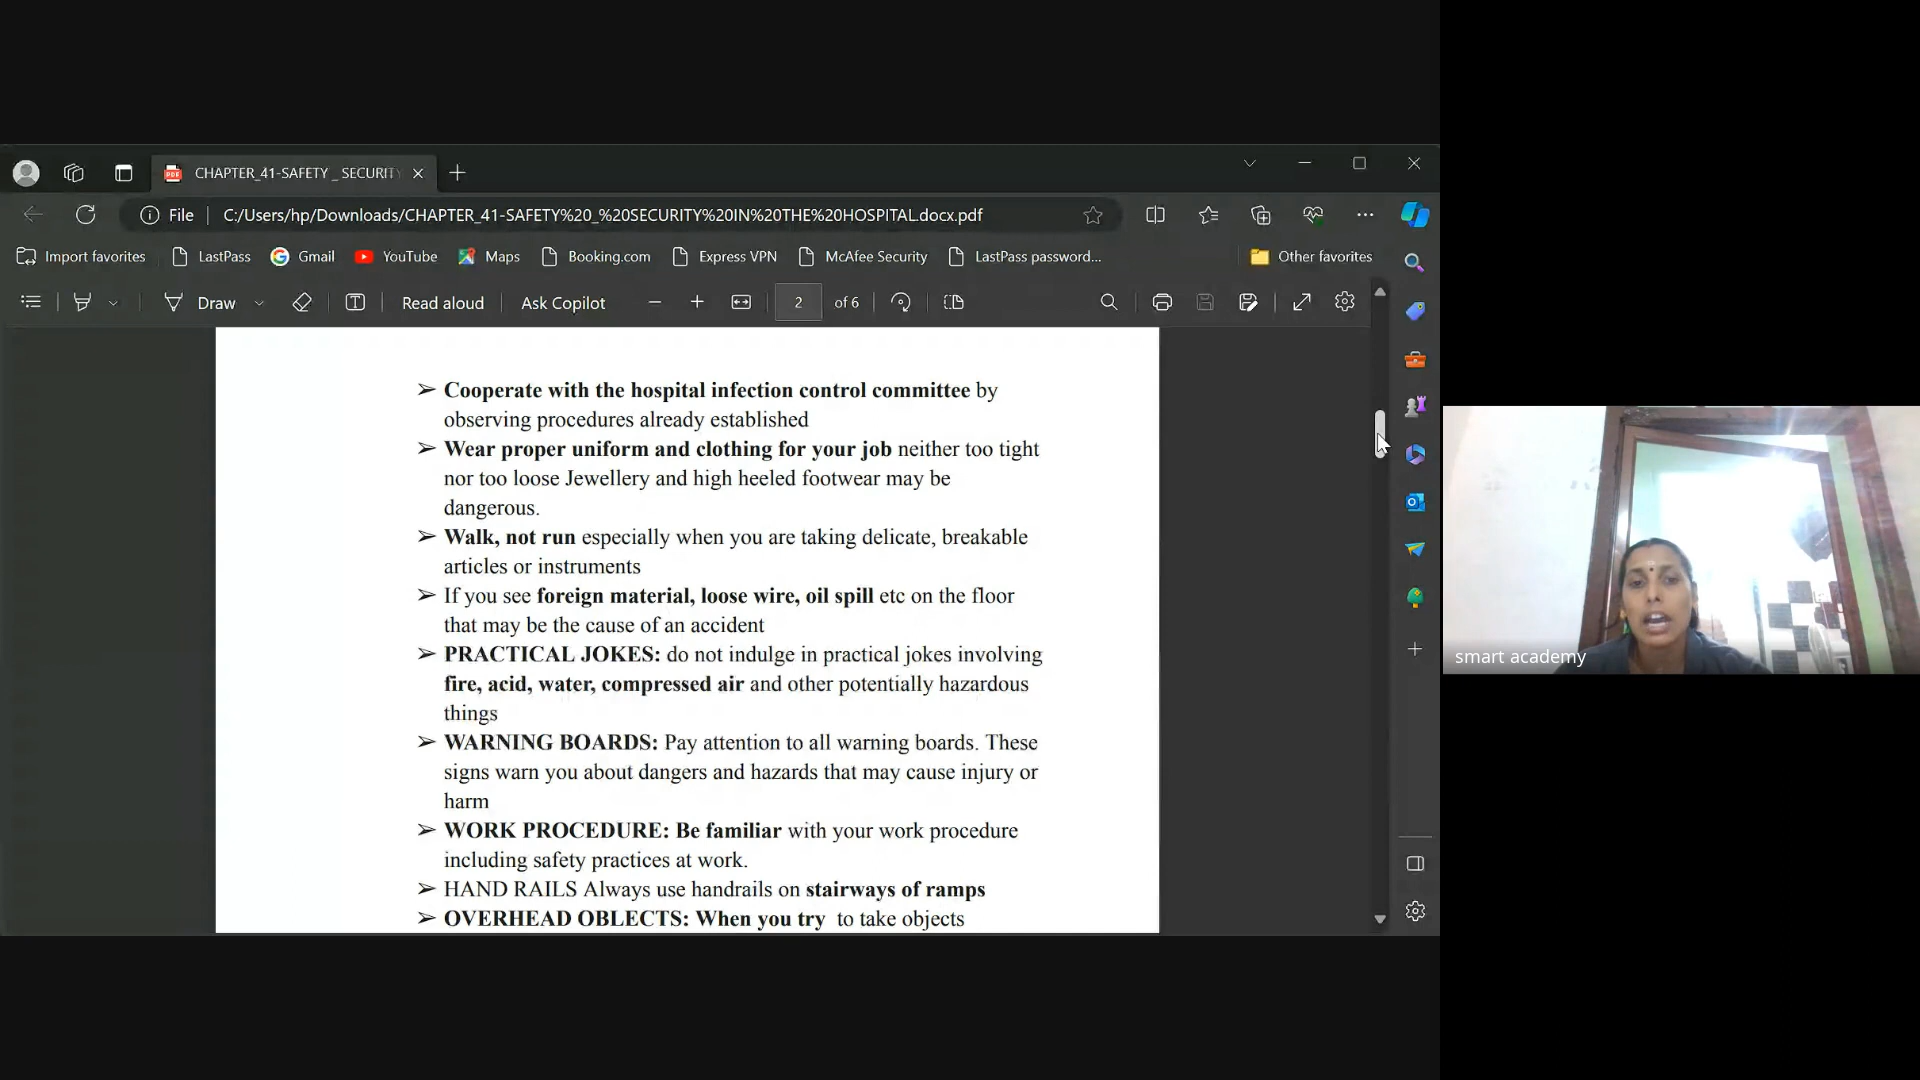 CHAPTER_41-SAFETY _ SECURIT
File C:/Users/hp/Downloads/CHAPTER_41-SAFETY%20_%20SECURITY%20IN%20THE%20HOSPITAL.docx.pdf
Import favorites LastPass Gmail YouTube Maps Booking.com Express VPN McAfee Security LastPass password... Other favorites
Draw Read aloud Ask Copilot 2 of 6
➢ Cooperate with the hospital infection control committee by
observing procedures already established
➢ Wear proper uniform and clothing for your job neither too tight
nor too loose Jewellery and high heeled footwear may be
dangerous.
➢ Walk, not run especially when you are taking delicate, breakable
articles or instruments
➢ If you see foreign material, loose wire, oil spill etc on the floor
that may be the cause of an accident
➢ PRACTICAL JOKES: do not indulge in practical jokes involving
fire, acid, water, compressed air and other potentially hazardous
things
➢ WARNING BOARDS: Pay attention to all warning boards. These
signs warn you about dangers and hazards that may cause injury or
harm
➢ WORK PROCEDURE: Be familiar with your work procedure
including safety practices at work.
➢ HAND RAILS Always use handrails on stairways of ramps
➢ OVERHEAD OBLECTS: When you try to take objects
smart academy